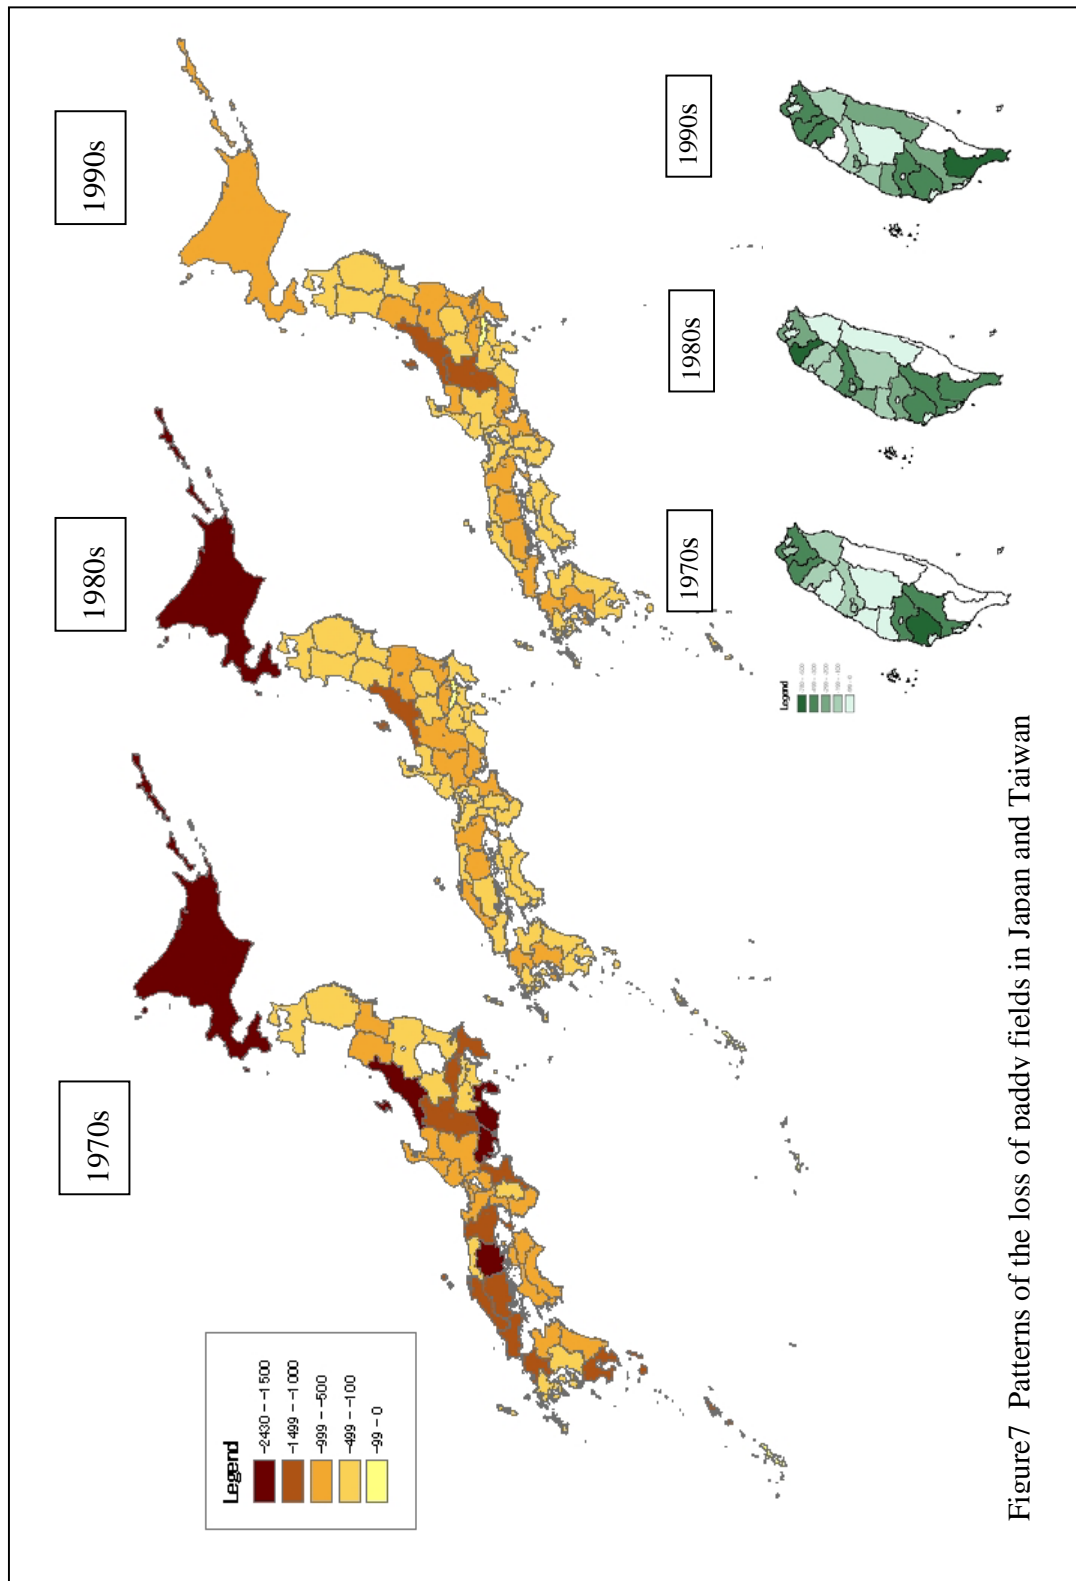 1970s
1980s
1990s
Legend
-2430 - -1500
-1499 - -1000
-999 - -500
-499 - -100
-99 - 0
Legend
1970s
1980s
1990s
Figure7 Patterns of the loss of paddy fields in Japan and Taiwan